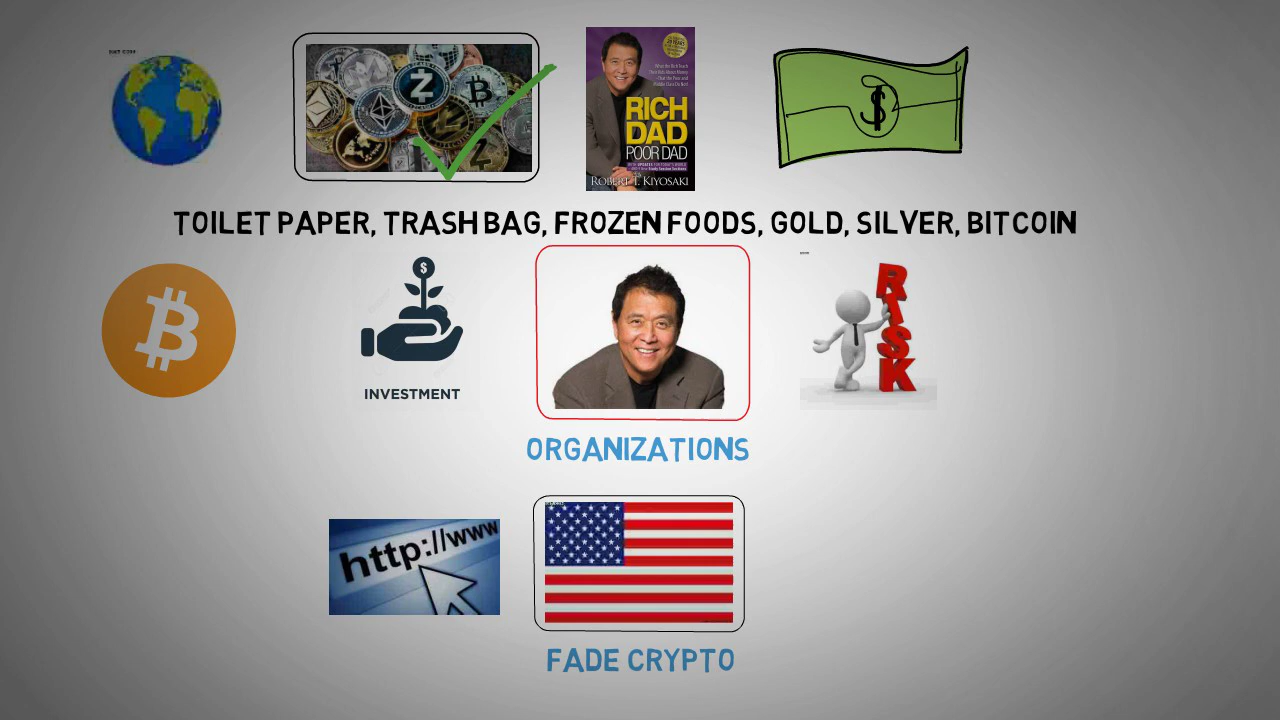 $
RICH
DAD
POOR DAD
ROBERT T. KIYOSAKI
TOILET PAPER, TRASH BAG, FROZEN FOODS, GOLD, SILVER, BITCOIN
$
INVESTMENT
RISK
ORGANIZATIONS
http://www
FADE CRYPTO